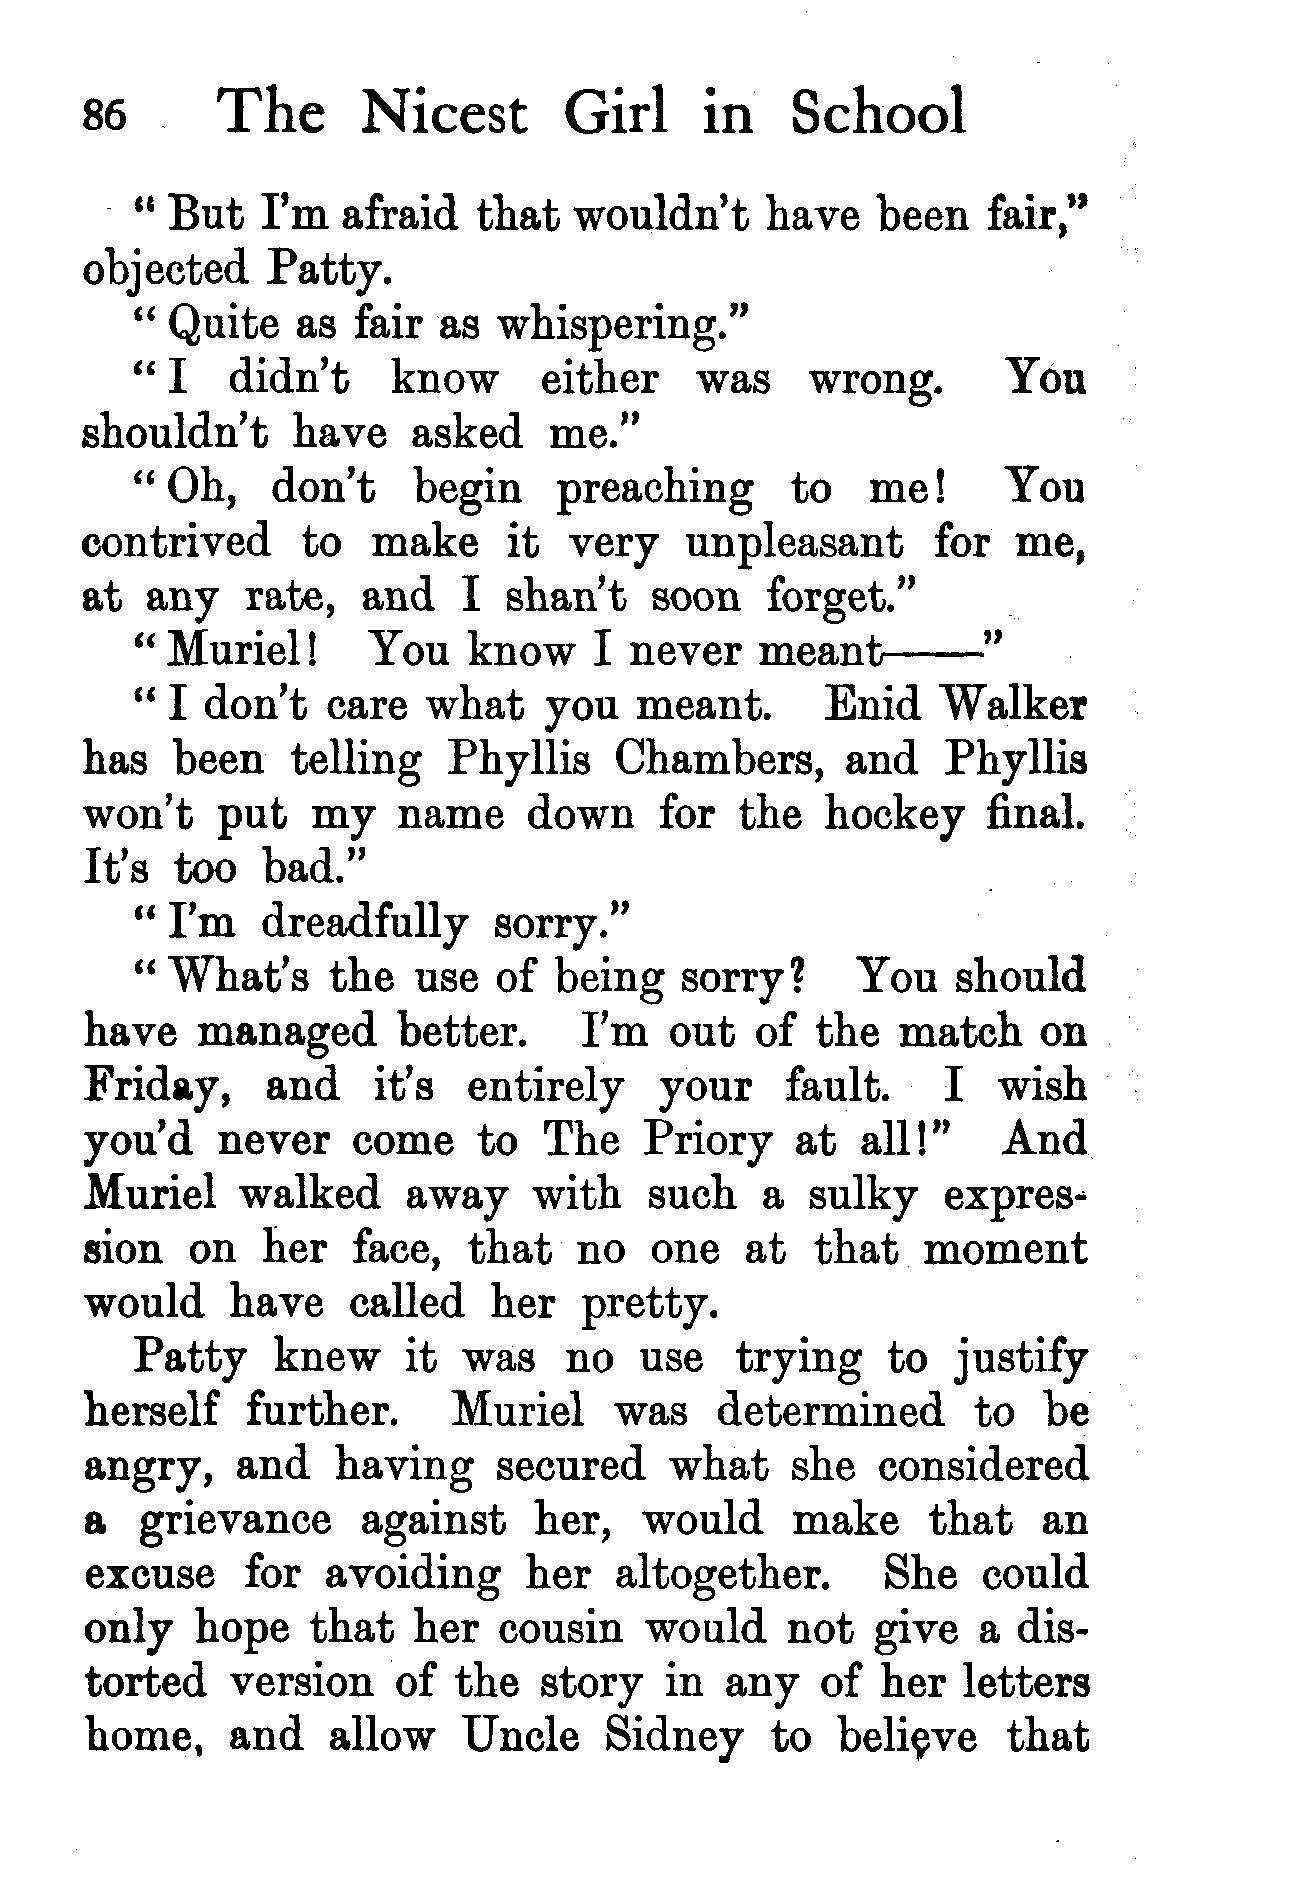 86 The Nicest Girl in School
“ But I’m afraid that wouldn’t have been fair,”
objected Patty.
“ Quite as fair as whispering.”
“ I didn’t know either was wrong. You
shouldn’t have asked me.”
“ Oh, don’t begin preaching to me! You
contrived to make it very unpleasant for me,
at any rate, and I shan’t soon forget.”
“ Muriel! You know I never meant——”
“ I don’t care what you meant. Enid Walker
has been telling Phyllis Chambers, and Phyllis
won’t put my name down for the hockey final.
It’s too bad.”
“ I’m dreadfully sorry.”
“ What’s the use of being sorry? You should
have managed better. I’m out of the match on
Friday, and it’s entirely your fault. I wish
you’d never come to The Priory at all!” And
Muriel walked away with such a sulky expres-
sion on her face, that no one at that moment
would have called her pretty.
Patty knew it was no use trying to justify
herself further. Muriel was determined to be
angry, and having secured what she considered
a grievance against her, would make that an
excuse for avoiding her altogether. She could
only hope that her cousin would not give a dis-
torted version of the story in any of her letters
home, and allow Uncle Sidney to believe that